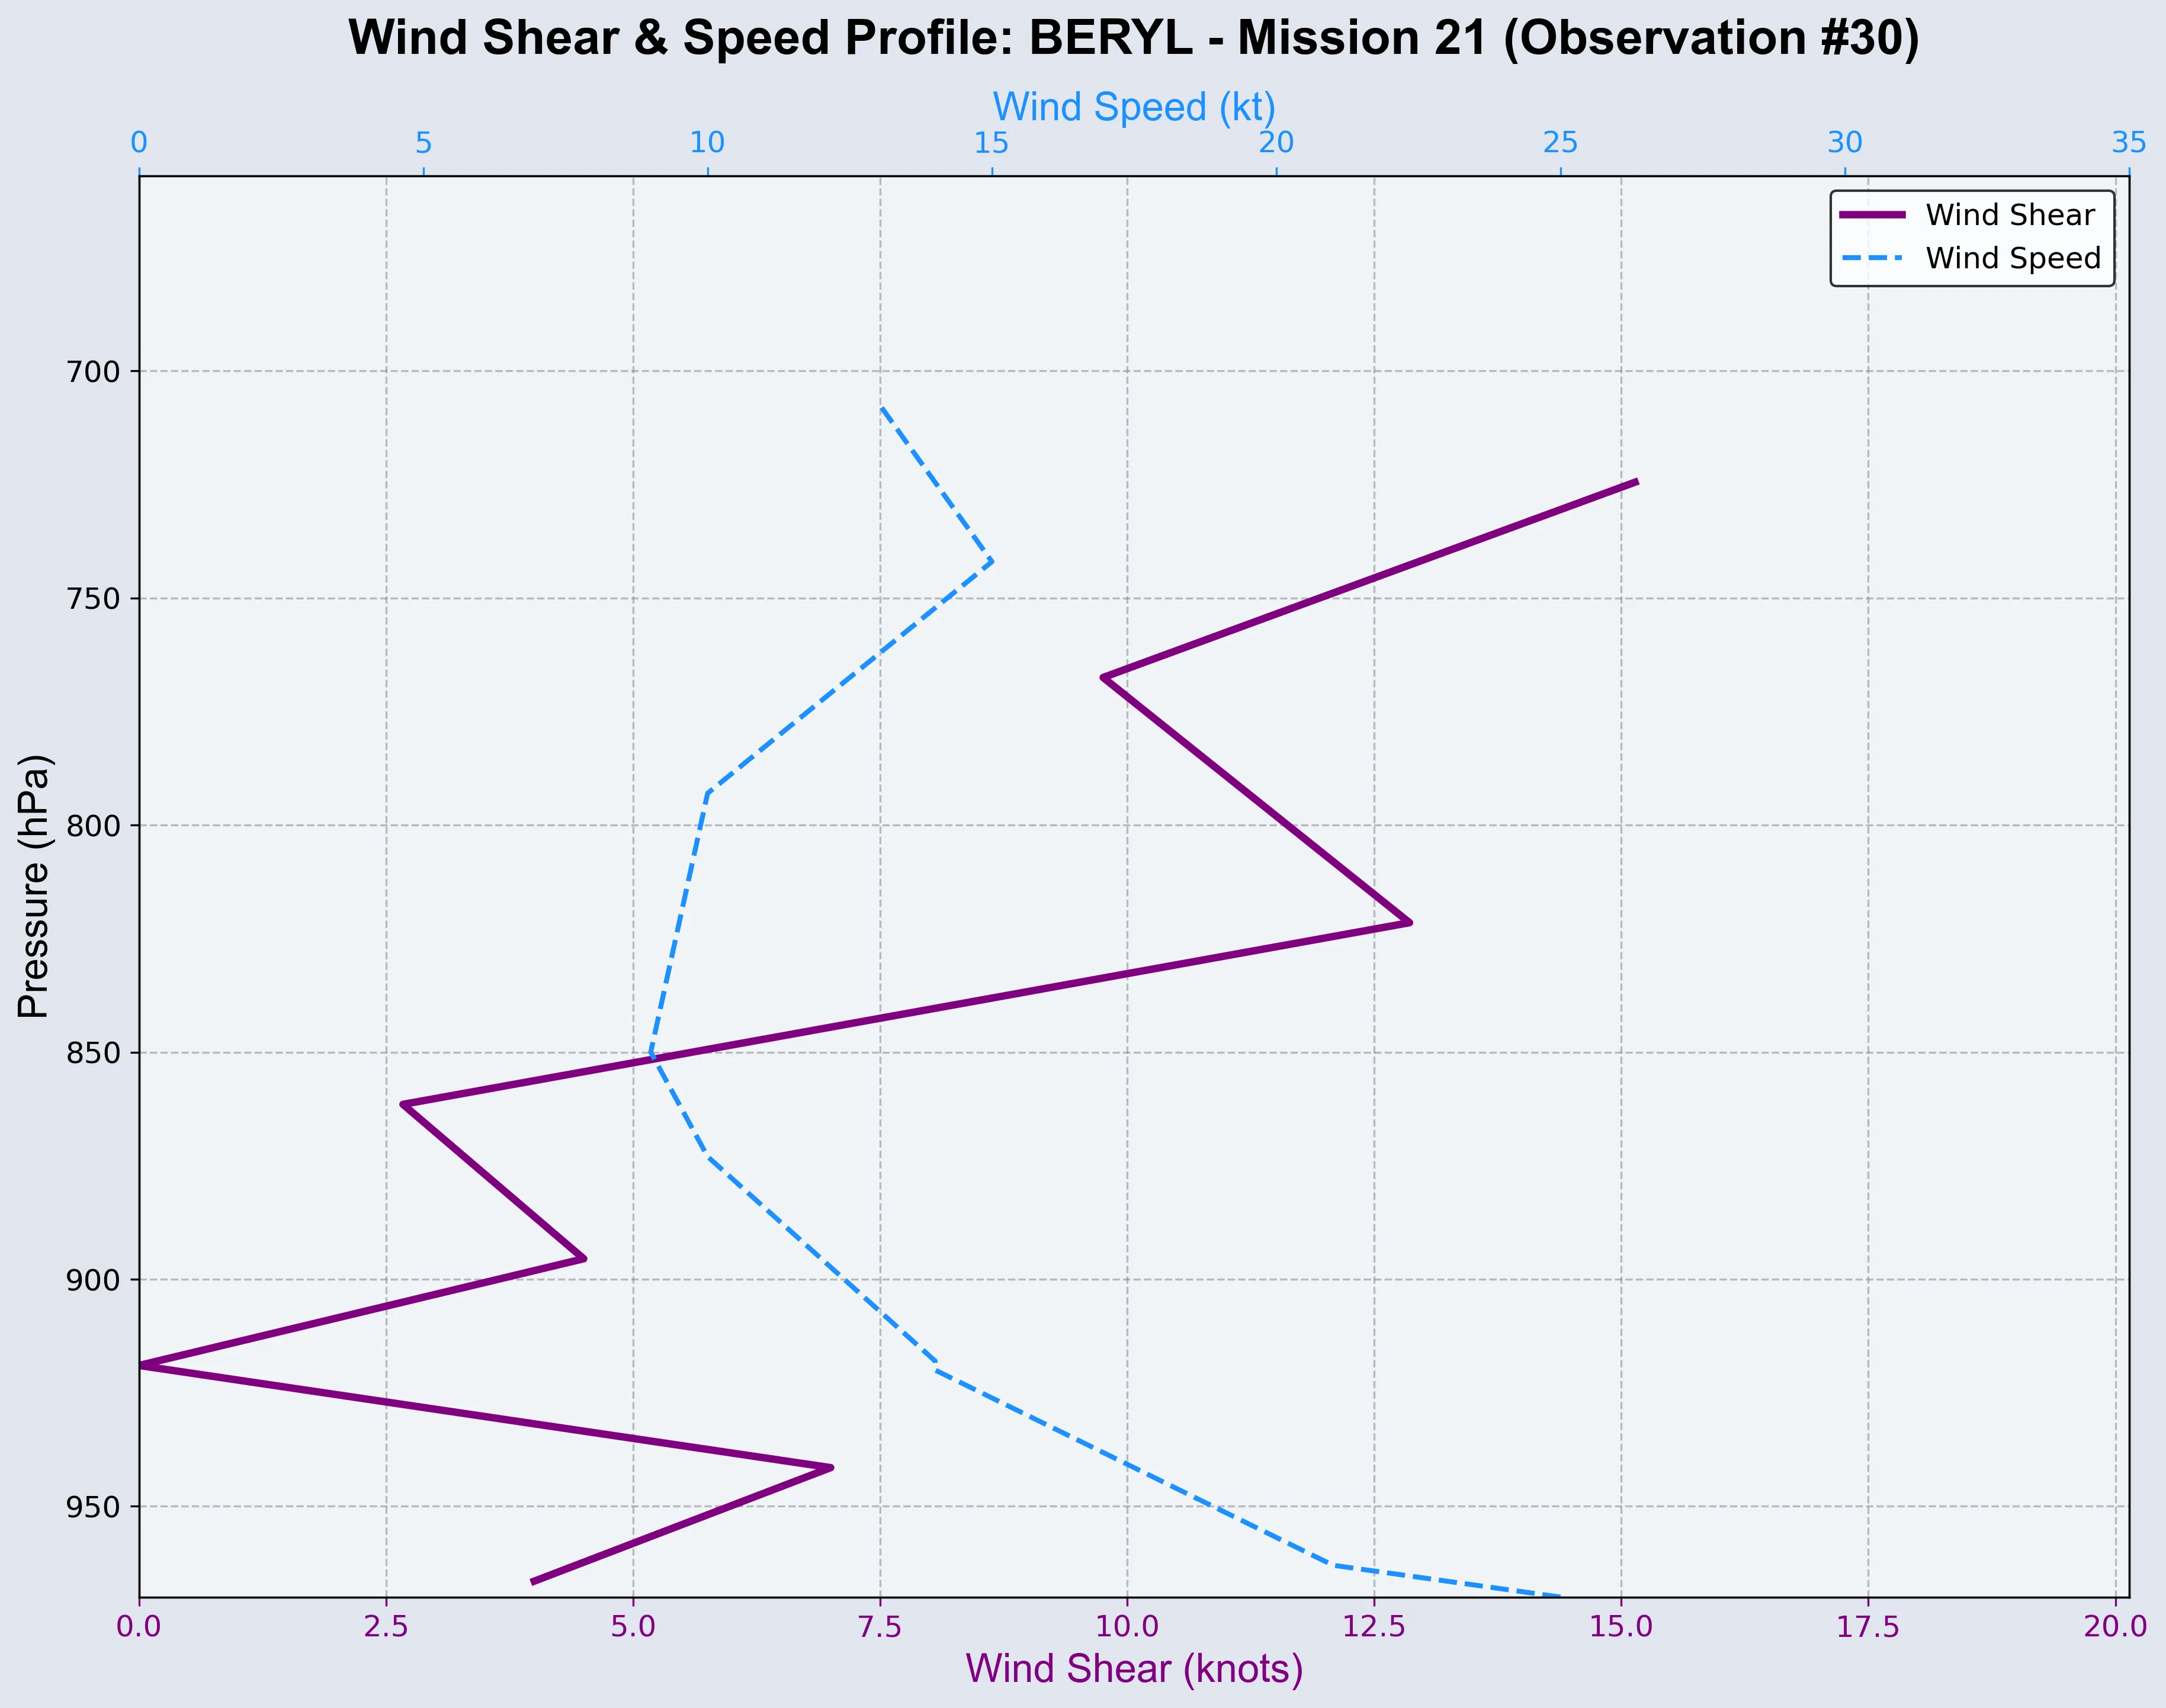 Wind Shear & Speed Profile: BERYL - Mission 21 (Observation #30)
Wind Speed (kt)
0 5 10 15 20 25 30 35
Wind Shear
Wind Speed
700
750
800
850
900
950
Pressure (hPa)
0.0 2.5 5.0 7.5 10.0 12.5 15.0 17.5 20.0
Wind Shear (knots)